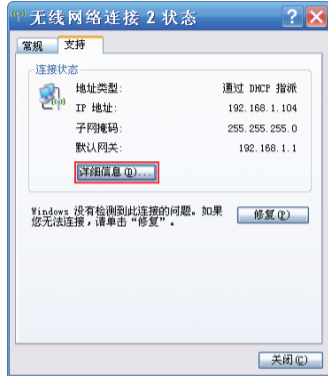 无线网络连接 2 状态
常规 支持
连接状态
地址类型: 通过 DHCP 指派
IP 地址: 192.168.1.104
子网掩码: 255.255.255.0
默认网关: 192.168.1.1
详细信息(D)...
Windows 没有检测到此连接的问题。如果
您无法连接，请单击“修复”。
修复(P)
关闭(C)